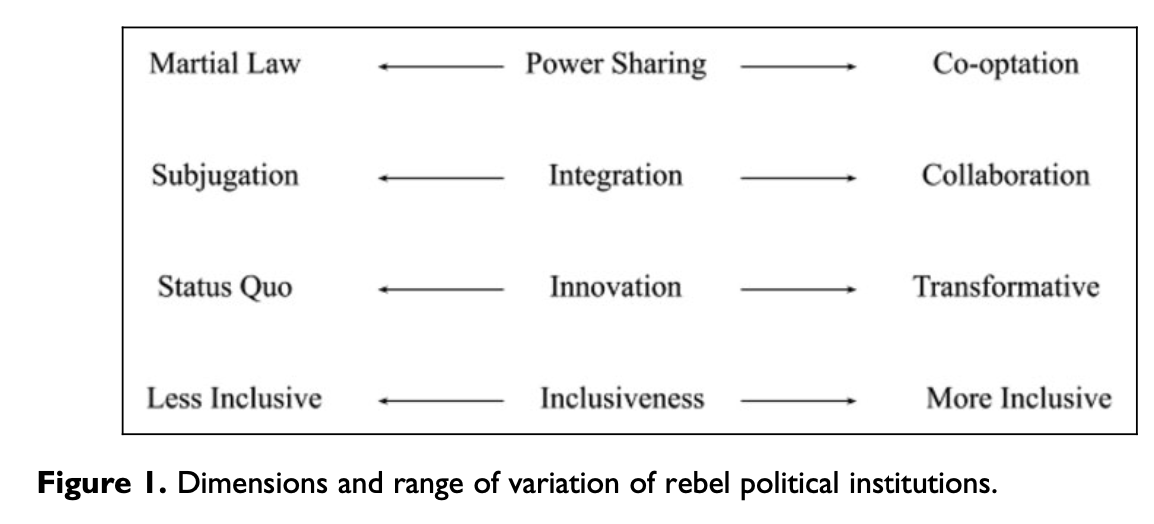 Martial Law Power Sharing Co-optation
Subjugation Integration Collaboration
Status Quo Innovation Transformative
Less Inclusive Inclusiveness More Inclusive
Figure 1. Dimensions and range of variation of rebel political institutions.